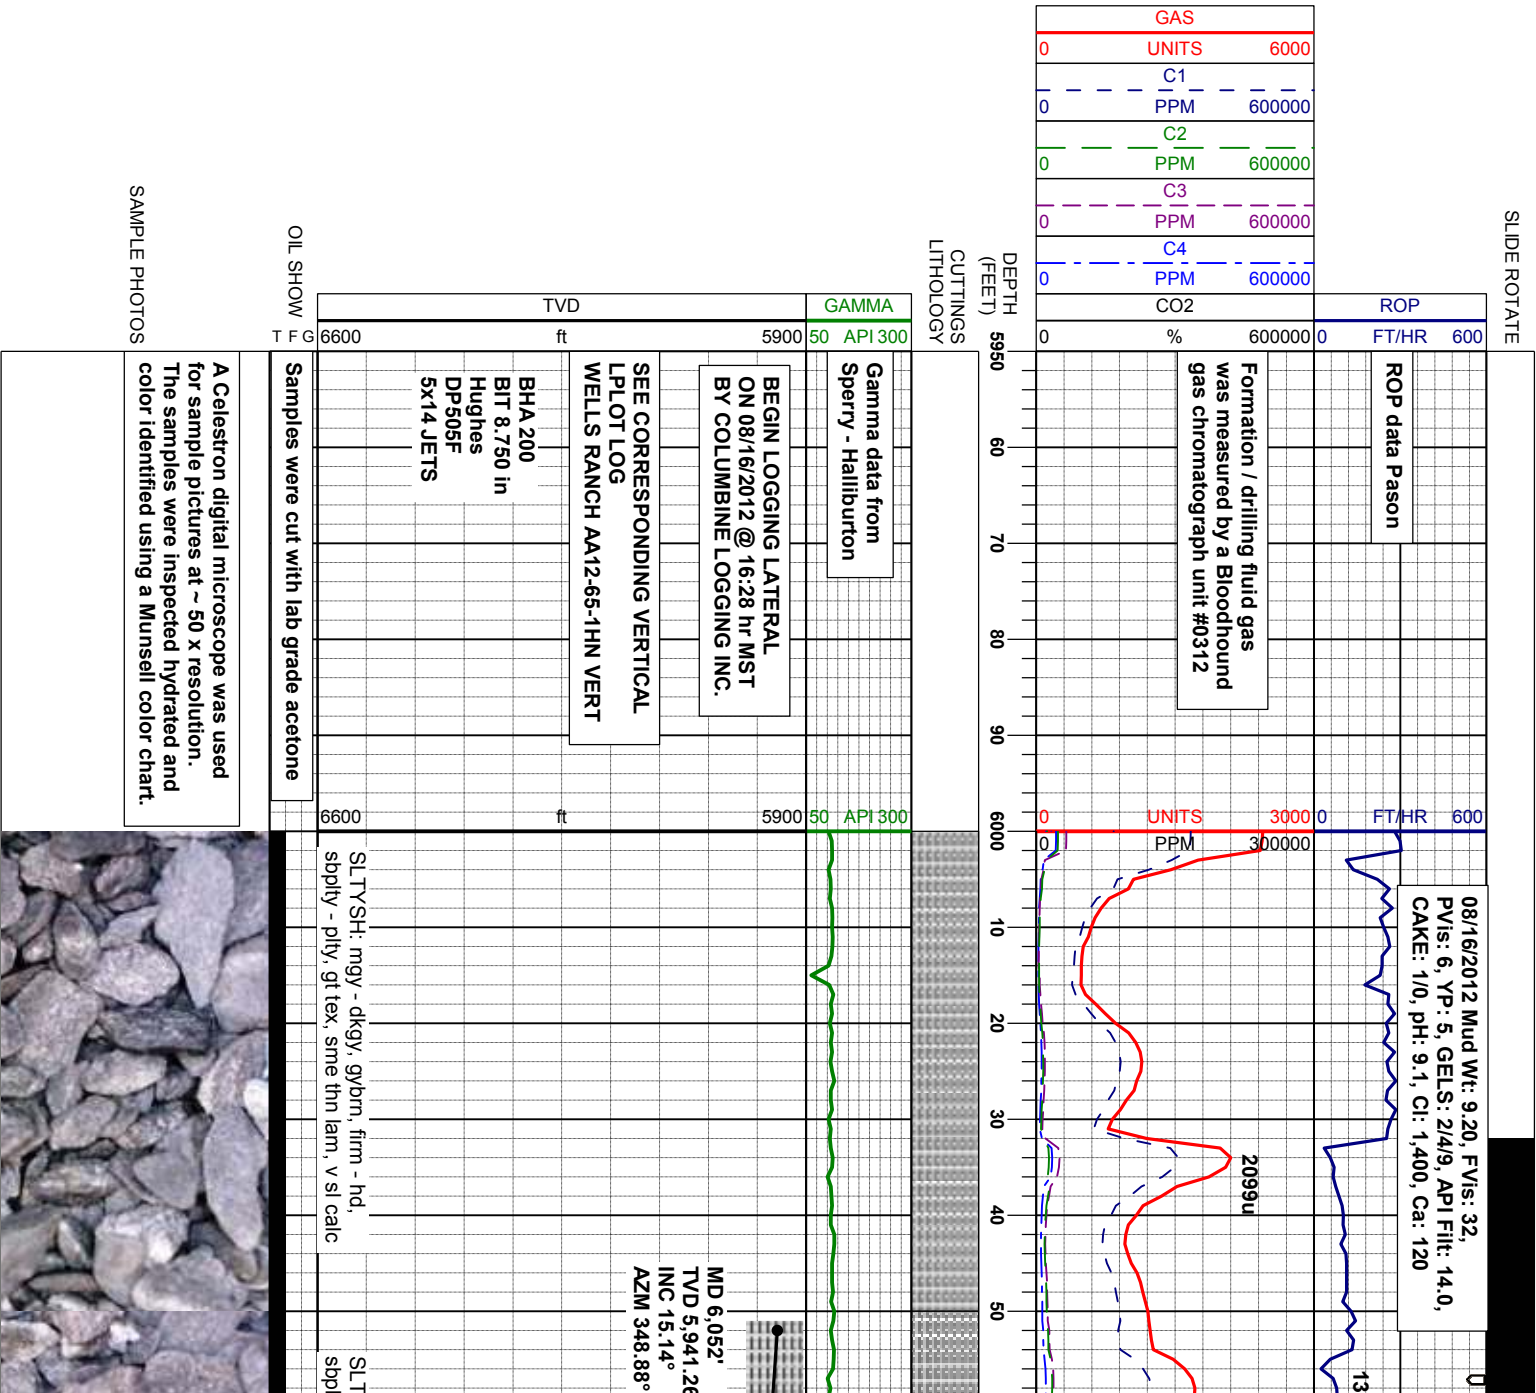 GAS
0 UNITS 6000
C1
0 PPM 600000
C2
0 PPM 600000
C3
0 PPM 600000
C4
0 PPM 600000
SLIDE ROTATE
ROP
0 FT/HR 600
CO2
0 % 600000
DEPTH
(FEET)
CUTTINGS
LITHOLOGY
GAMMA
50 API 300
TVD
6600 ft 5900
OIL SHOW
T F G
SAMPLE PHOTOS
ROP data Pason
Formation / drilling fluid gas
was measured by a Bloodhound
gas chromatograph unit #0312
5950
60
70
80
90
6000
10
20
30
40
50
Gamma data from
Sperry - Halliburton
BEGIN LOGGING LATERAL
ON 08/16/2012 @ 16:28 hr MST
BY COLUMBINE LOGGING INC.
SEE CORRESPONDING VERTICAL
LPLOT LOG
WELLS RANCH AA12-65-1HN VERT
BHA 200
BIT 8.750 in
Hughes
DP505F
5x14 JETS
Samples were cut with lab grade acetone
A Celestron digital microscope was used
for sample pictures at ~ 50 x resolution.
The samples were inspected hydrated and
color identified using a Munsell color chart.
6600 ft 5900
50 API 300
0 UNITS 3000
0 PPM 300000
0 FT/HR 600
08/16/2012 Mud Wt: 9.20, FVis: 32,
PVis: 6, YP: 5, GELS: 2/4/9, API Filt: 14.0,
CAKE: 1/0, pH: 9.1, Cl: 1,400, Ca: 120
2099u
13
MD 6,052'
TVD 5,941.26
INC 15.14°
AZM 348.88°
SLTYSH: mgy - dkgy, gybrn, firm - hd,
sbplty - plty, gt tex, sme thn lam, v sl calc
SLT
sbpl